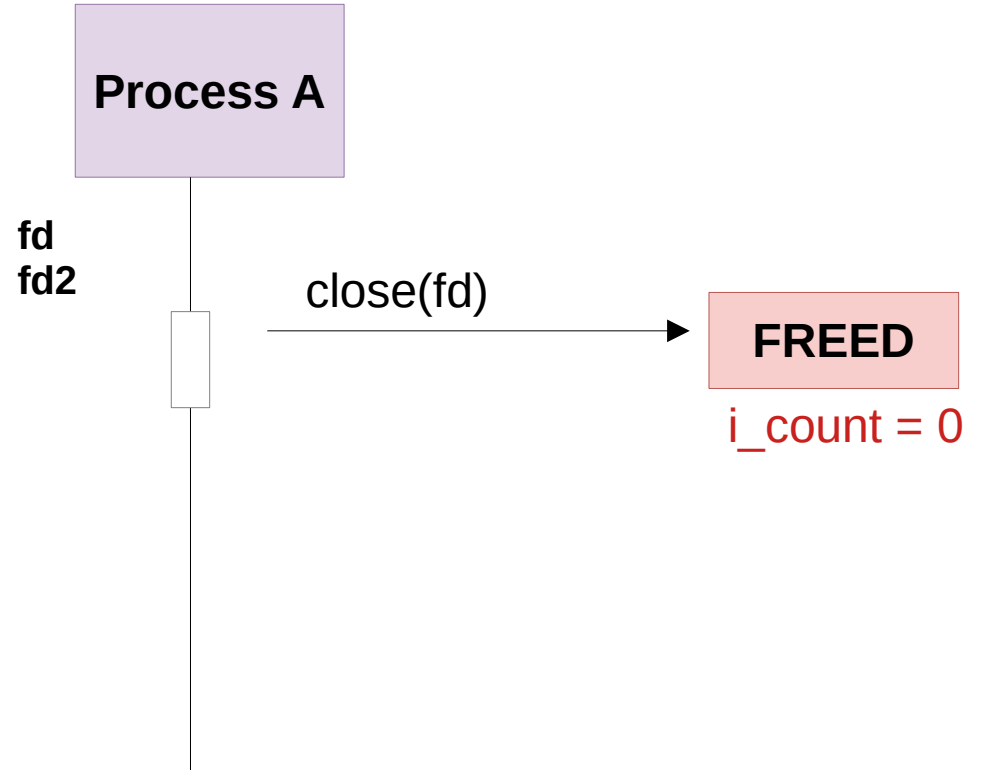 Process A
fd
fd2
close(fd)
FREED
i_count = 0